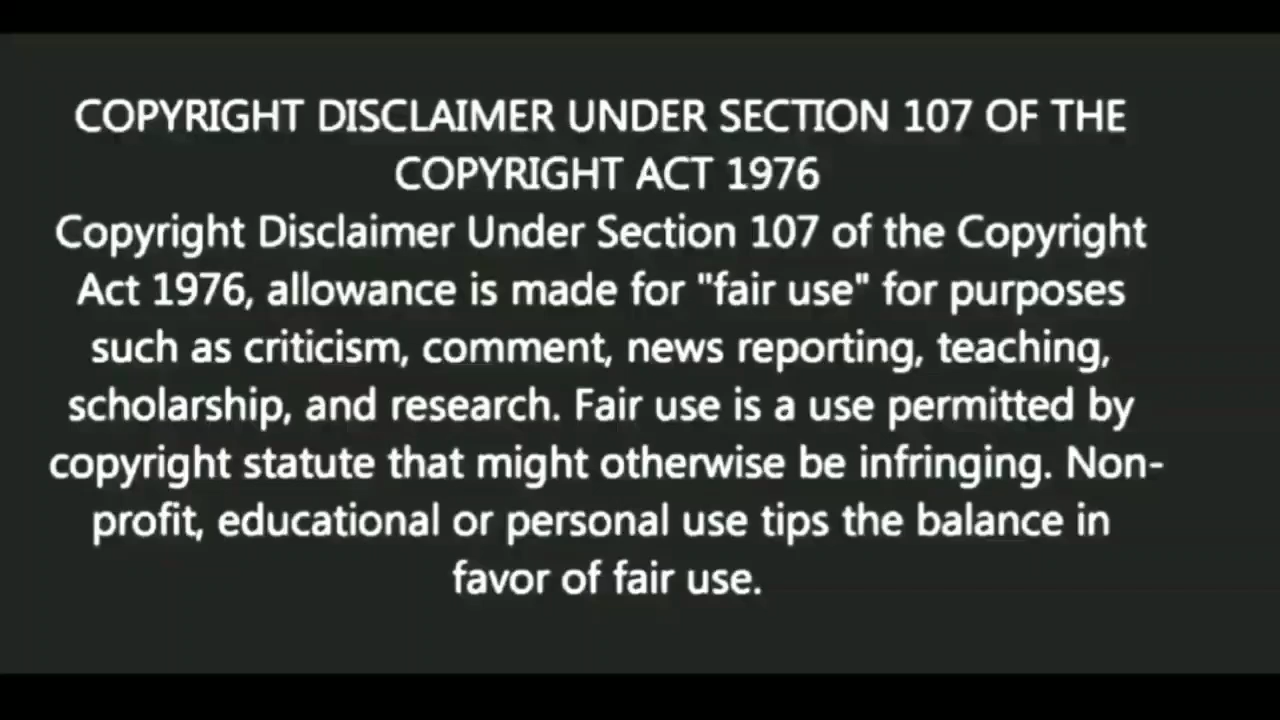 COPYRIGHT DISCLAIMER UNDER SECTION 107 OF THE
COPYRIGHT ACT 1976
Copyright Disclaimer Under Section 107 of the Copyright
Act 1976, allowance is made for "fair use" for purposes
such as criticism, comment, news reporting, teaching,
scholarship, and research. Fair use is a use permitted by
copyright statute that might otherwise be infringing. Non-
profit, educational or personal use tips the balance in
favor of fair use.